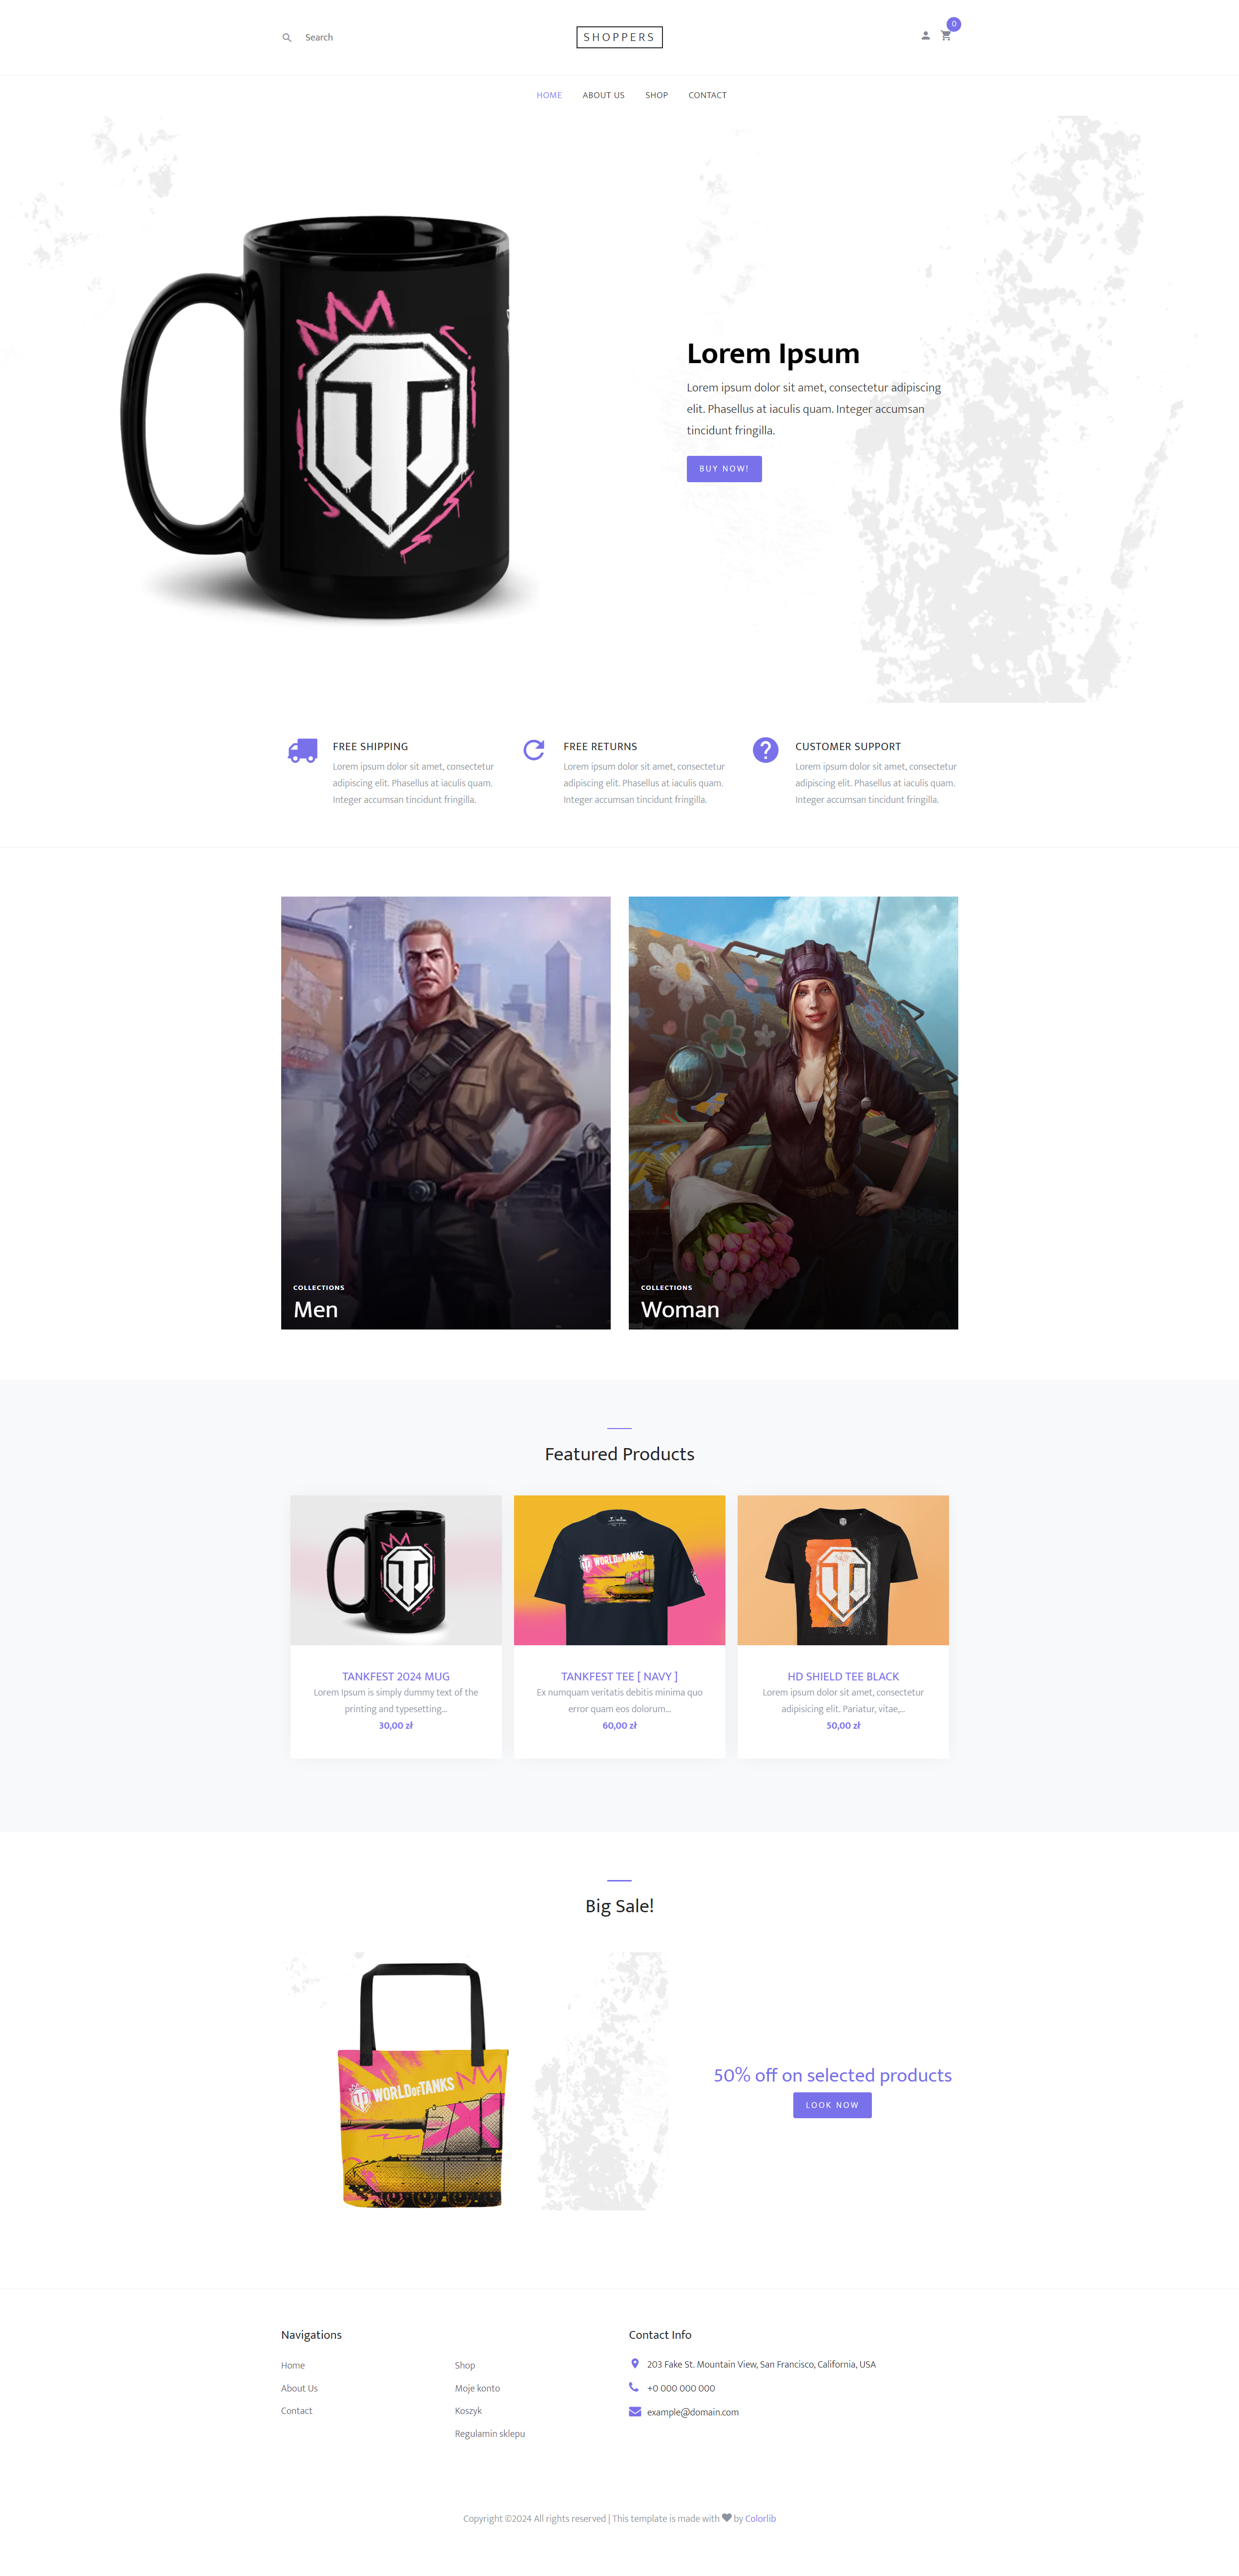 Search
SHOPPERS
0
HOME ABOUT US SHOP CONTACT
Lorem Ipsum
Lorem ipsum dolor sit amet, consectetur adipiscing
elit. Phasellus at iaculis quam. Integer accumsan
tincidunt fringilla.
BUY NOW!
FREE SHIPPING
Lorem ipsum dolor sit amet, consectetur
adipiscing elit. Phasellus at iaculis quam.
Integer accumsan tincidunt fringilla.
FREE RETURNS
Lorem ipsum dolor sit amet, consectetur
adipiscing elit. Phasellus at iaculis quam.
Integer accumsan tincidunt fringilla.
CUSTOMER SUPPORT
Lorem ipsum dolor sit amet, consectetur
adipiscing elit. Phasellus at iaculis quam.
Integer accumsan tincidunt fringilla.
COLLECTIONS
Men
COLLECTIONS
Woman
Featured Products
WORLD OF TANKS
TANKFEST 2024 MUG
Lorem Ipsum is simply dummy text of the
printing and typesetting...
30,00 zł
TANKFEST TEE [ NAVY ]
Ex numquam veritatis debitis minima quo
error quam eos dolorum...
60,00 zł
HD SHIELD TEE BLACK
Lorem ipsum dolor sit amet, consectetur
adipisicing elit. Pariatur, vitae,...
50,00 zł
Big Sale!
WORLD OF TANKS
50% off on selected products
LOOK NOW
Navigations
Home
About Us
Contact
Shop
Moje konto
Koszyk
Regulamin sklepu
Contact Info
203 Fake St. Mountain View, San Francisco, California, USA
+0 000 000 000
example@domain.com
Copyright ©2024 All rights reserved | This template is made with by Colorlib